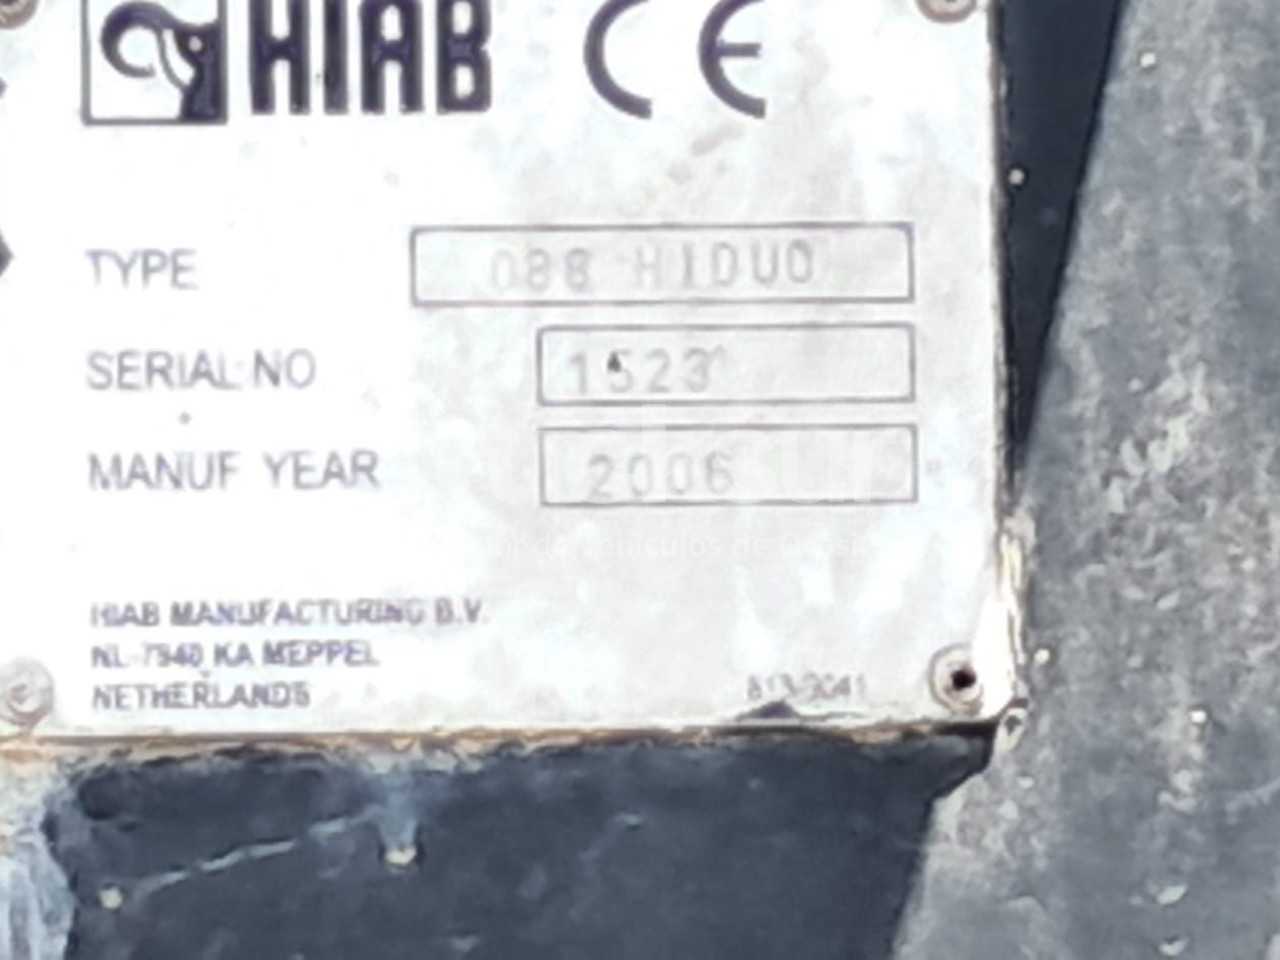 HIAB CE
TYPE 088 HIDUO
SERIAL NO 1523
MANUF YEAR 2006
HIAB MANUFACTURING B.V.
NL-7940 KA MEPPEL
NETHERLANDS